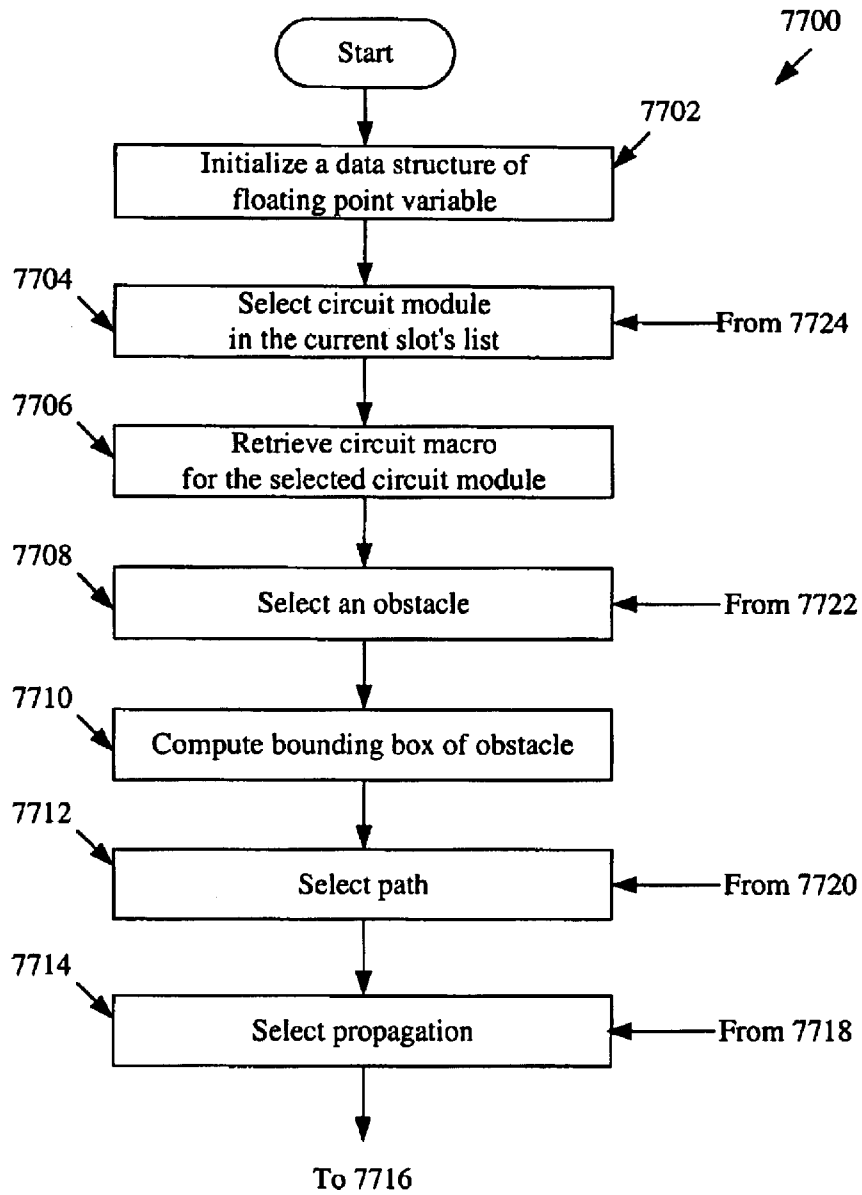 7700
Start
7702
Initialize a data structure of
floating point variable
7704
Select circuit module
in the current slot's list
From 7724
7706
Retrieve circuit macro
for the selected circuit module
7708
Select an obstacle
From 7722
7710
Compute bounding box of obstacle
7712
Select path
From 7720
7714
Select propagation
From 7718
To 7716